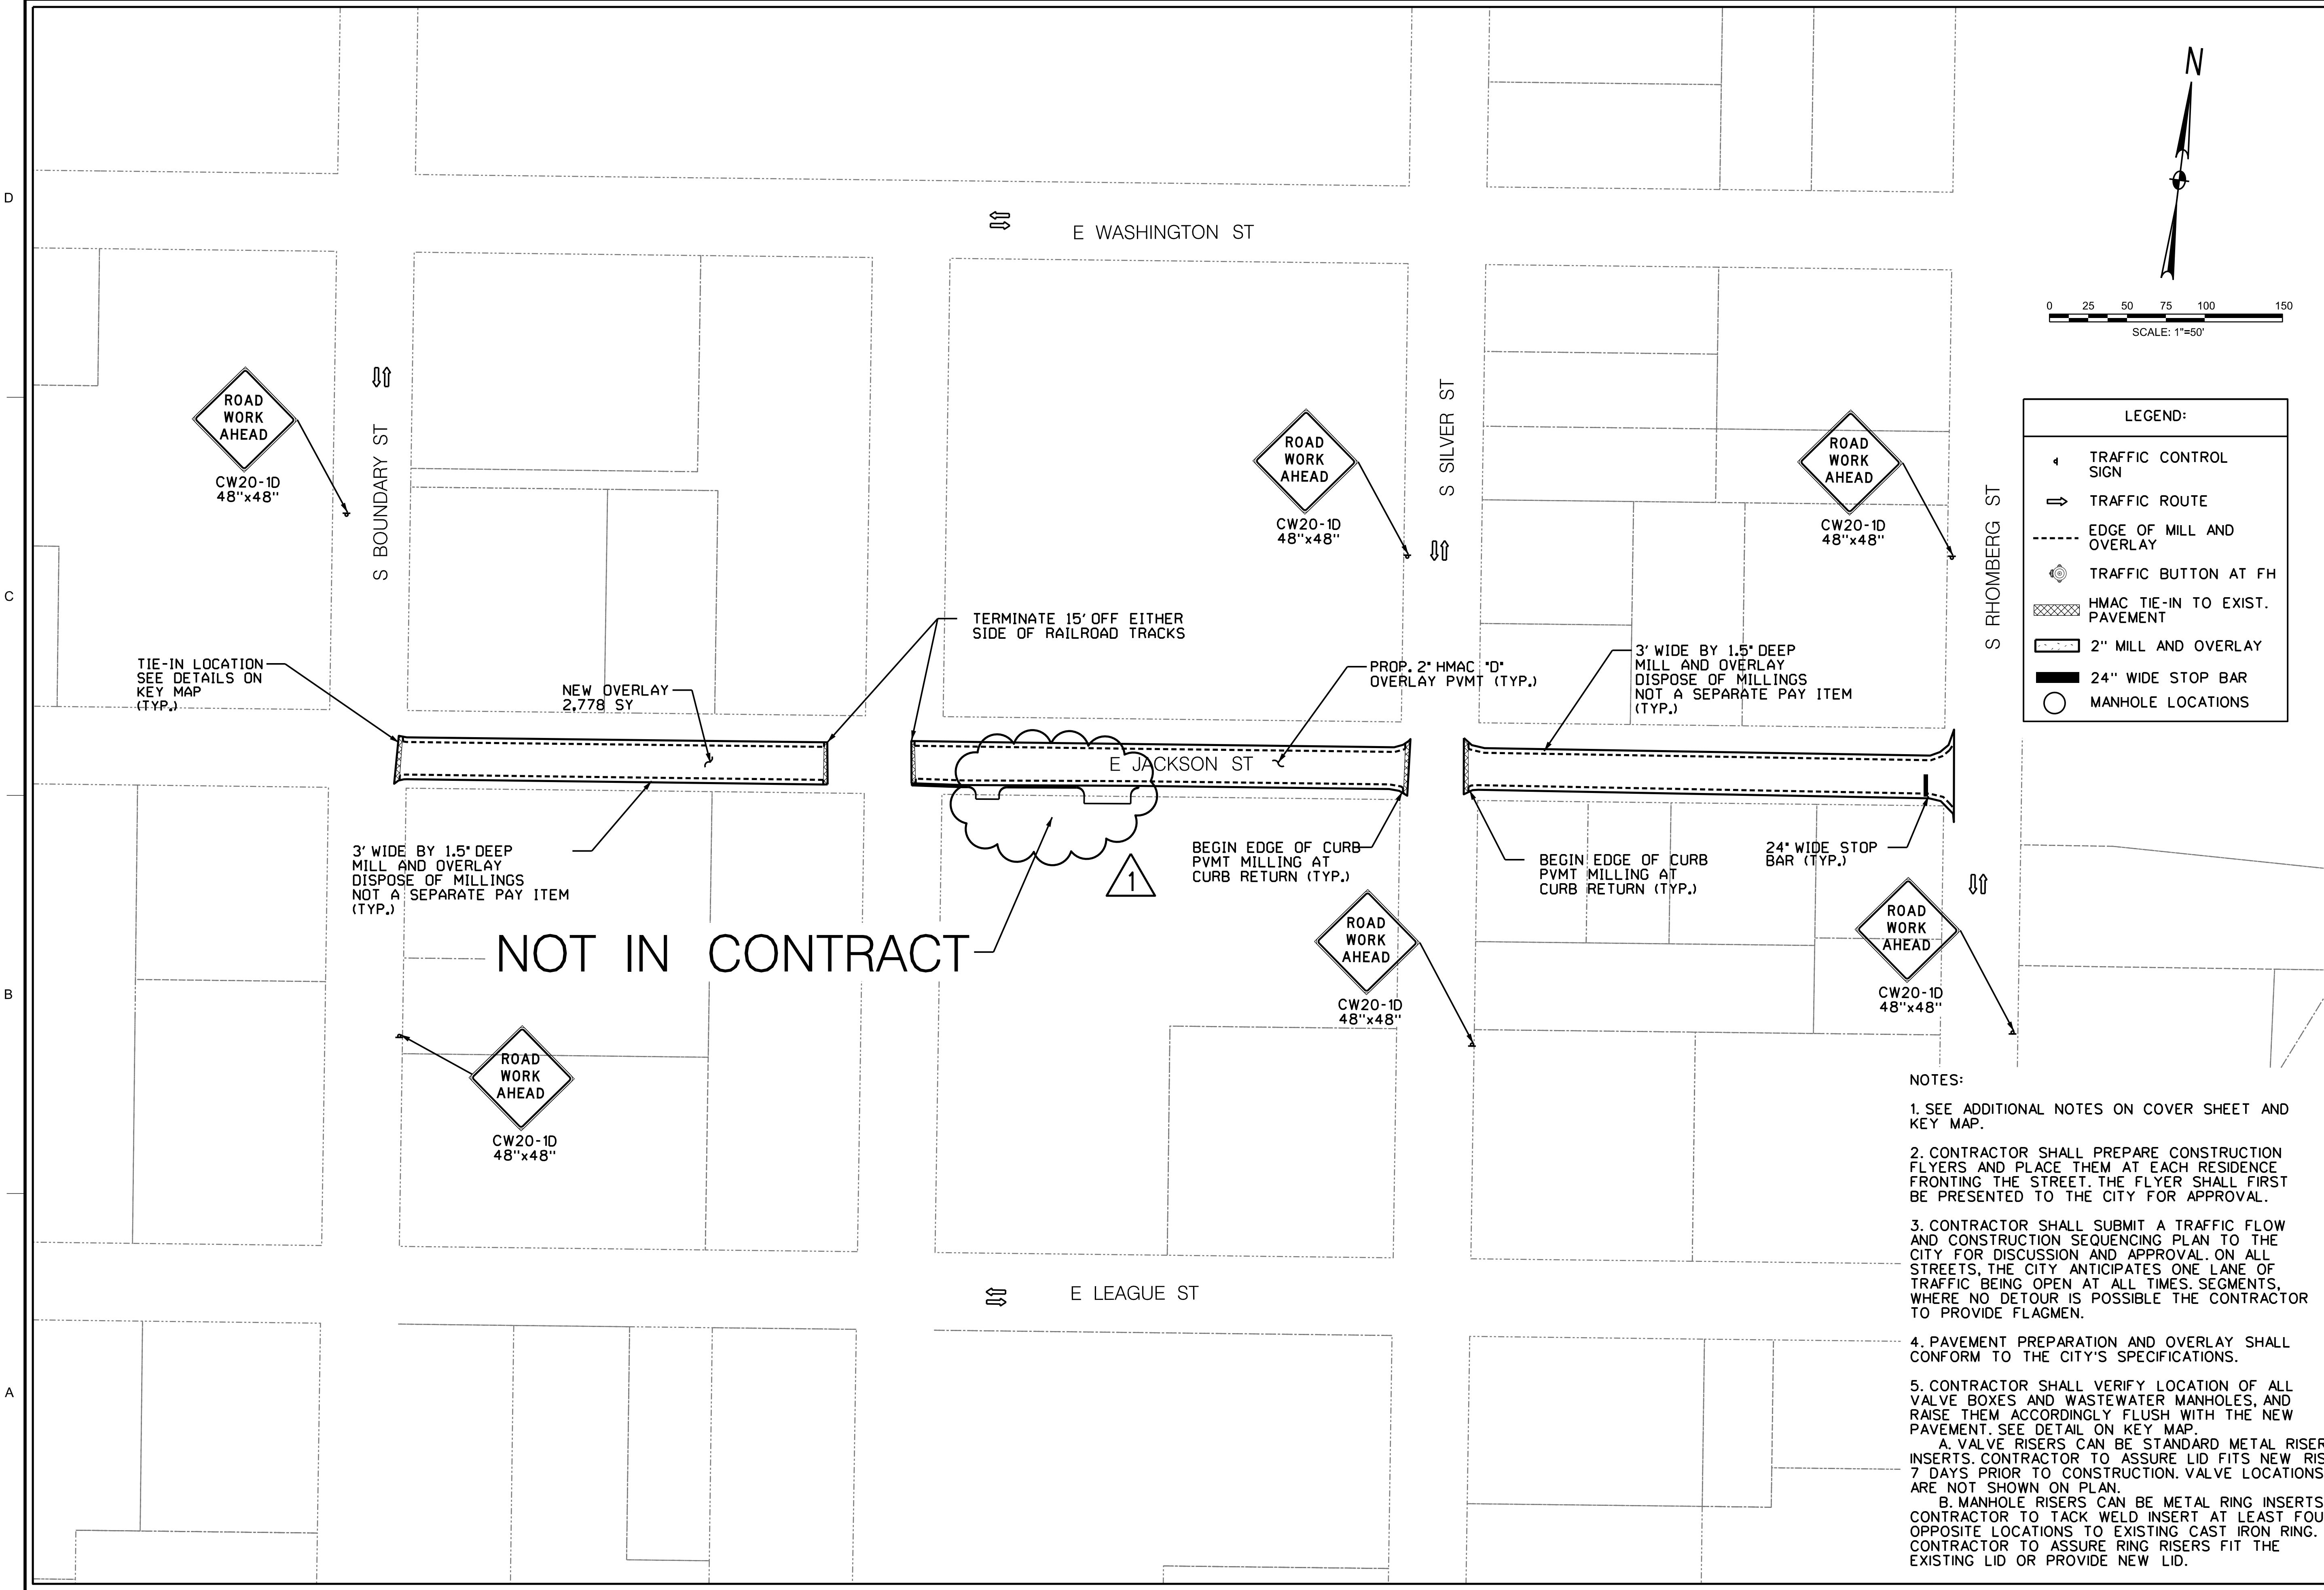 N
0 25 50 75 100 150
SCALE: 1"=50'
D
C
B
A
E WASHINGTON ST
S BOUNDARY ST
S SILVER ST
S RHOMBERG ST
E JACKSON ST
E LEAGUE ST
ROAD
WORK
AHEAD
CW20-1D
48"x48"
ROAD
WORK
AHEAD
CW20-1D
48"x48"
ROAD
WORK
AHEAD
CW20-1D
48"x48"
LEGEND:
TRAFFIC CONTROL
SIGN
TRAFFIC ROUTE
EDGE OF MILL AND
OVERLAY
TRAFFIC BUTTON AT FH
HMAC TIE-IN TO EXIST.
PAVEMENT
2" MILL AND OVERLAY
24" WIDE STOP BAR
MANHOLE LOCATIONS
TIE-IN LOCATION
SEE DETAILS ON
KEY MAP
(TYP.)
NEW OVERLAY
2,778 SY
TERMINATE 15' OFF EITHER
SIDE OF RAILROAD TRACKS
PROP. 2" HMAC "D"
OVERLAY PVMT (TYP.)
3' WIDE BY 1.5" DEEP
MILL AND OVERLAY
DISPOSE OF MILLINGS
NOT A SEPARATE PAY ITEM
(TYP.)
3' WIDE BY 1.5" DEEP
MILL AND OVERLAY
DISPOSE OF MILLINGS
NOT A SEPARATE PAY ITEM
(TYP.)
1
BEGIN EDGE OF CURB
PVMT MILLING AT
CURB RETURN (TYP.)
BEGIN EDGE OF CURB
PVMT MILLING AT
CURB RETURN (TYP.)
24" WIDE STOP
BAR (TYP.)
NOT IN CONTRACT
ROAD
WORK
AHEAD
CW20-1D
48"x48"
ROAD
WORK
AHEAD
CW20-1D
48"x48"
ROAD
WORK
AHEAD
CW20-1D
48"x48"
NOTES:
1. SEE ADDITIONAL NOTES ON COVER SHEET AND
KEY MAP.
2. CONTRACTOR SHALL PREPARE CONSTRUCTION
FLYERS AND PLACE THEM AT EACH RESIDENCE
FRONTING THE STREET. THE FLYER SHALL FIRST
BE PRESENTED TO THE CITY FOR APPROVAL.
3. CONTRACTOR SHALL SUBMIT A TRAFFIC FLOW
AND CONSTRUCTION SEQUENCING PLAN TO THE
CITY FOR DISCUSSION AND APPROVAL. ON ALL
STREETS, THE CITY ANTICIPATES ONE LANE OF
TRAFFIC BEING OPEN AT ALL TIMES. SEGMENTS,
WHERE NO DETOUR IS POSSIBLE THE CONTRACTOR
TO PROVIDE FLAGMEN.
4. PAVEMENT PREPARATION AND OVERLAY SHALL
CONFORM TO THE CITY'S SPECIFICATIONS.
5. CONTRACTOR SHALL VERIFY LOCATION OF ALL
VALVE BOXES AND WASTEWATER MANHOLES, AND
RAISE THEM ACCORDINGLY FLUSH WITH THE NEW
PAVEMENT. SEE DETAIL ON KEY MAP.
A. VALVE RISERS CAN BE STANDARD METAL RISER
INSERTS. CONTRACTOR TO ASSURE LID FITS NEW RIS
7 DAYS PRIOR TO CONSTRUCTION. VALVE LOCATIONS
ARE NOT SHOWN ON PLAN.
B. MANHOLE RISERS CAN BE METAL RING INSERTS
CONTRACTOR TO TACK WELD INSERT AT LEAST FOU
OPPOSITE LOCATIONS TO EXISTING CAST IRON RING.
CONTRACTOR TO ASSURE RING RISERS FIT THE
EXISTING LID OR PROVIDE NEW LID.